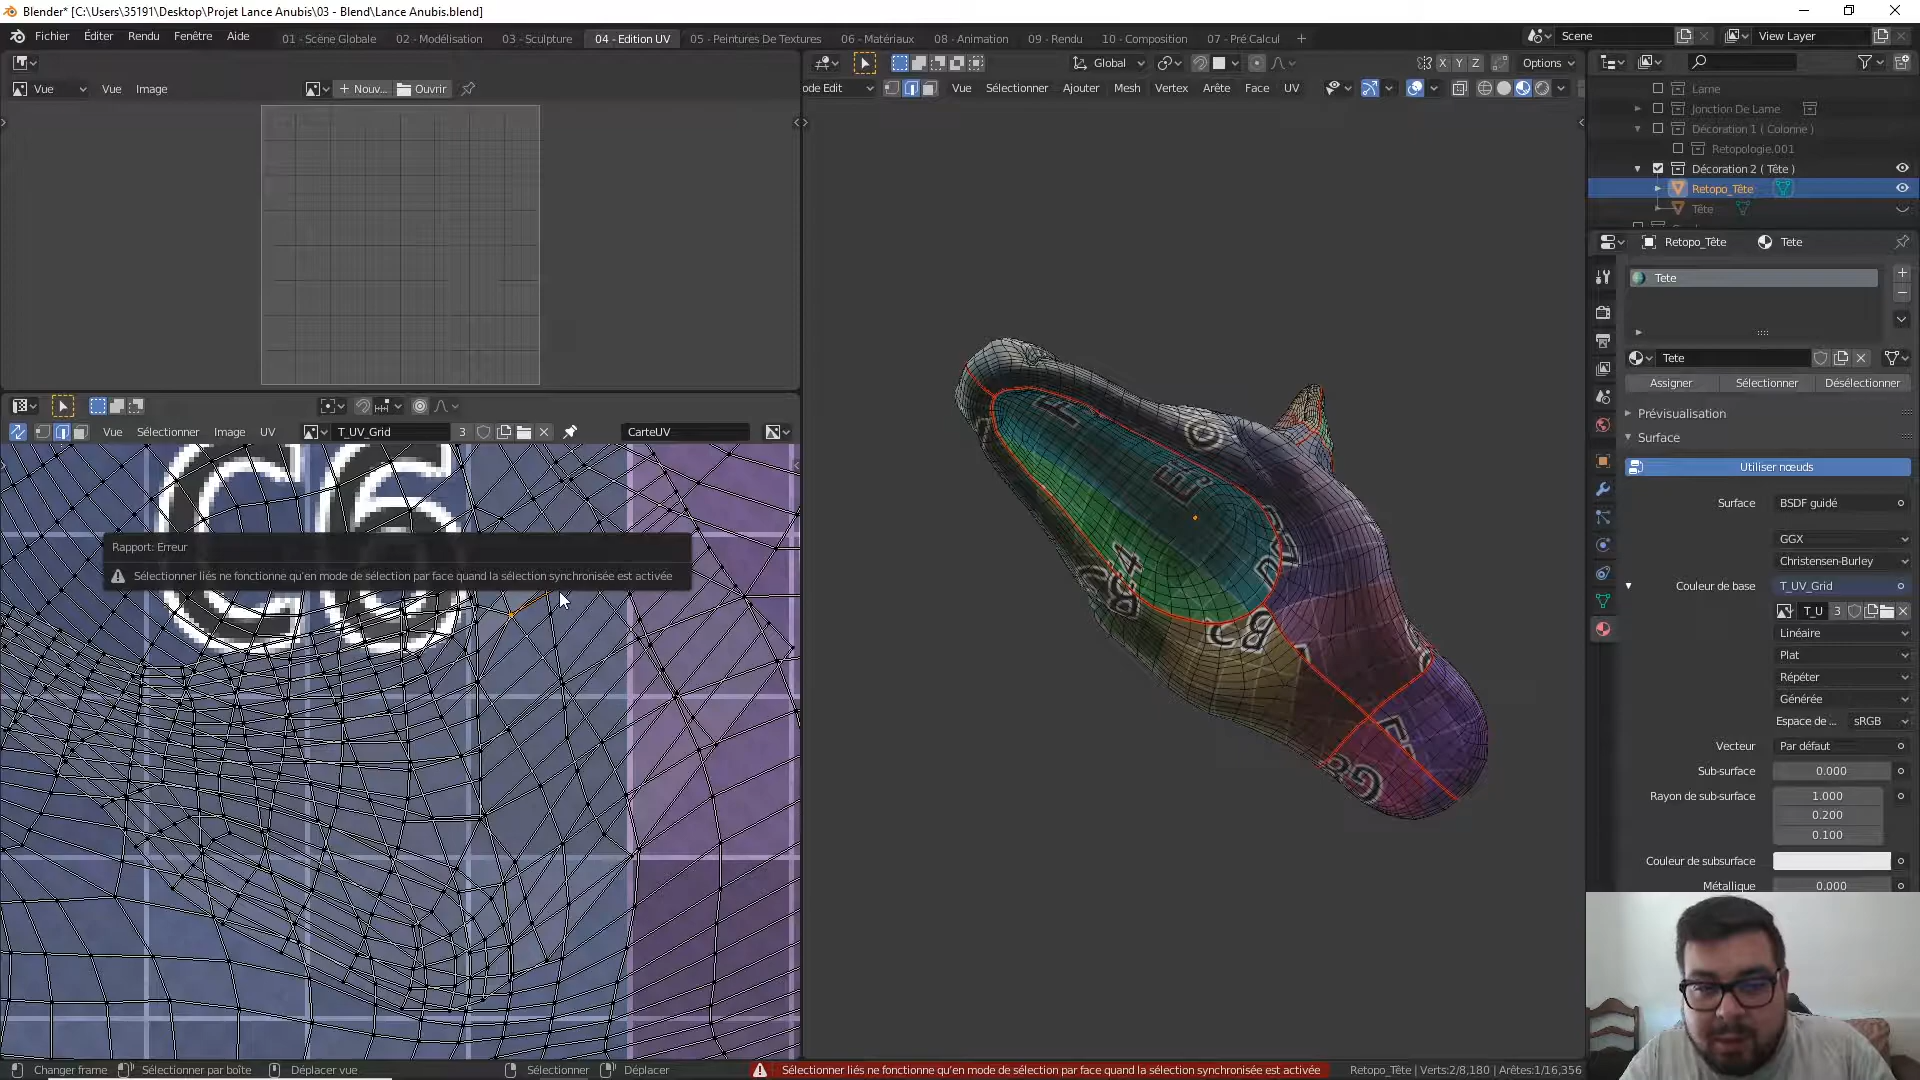 Blender* [C:\Users\35191\Desktop\Projet Lance Anubis\03 - Blend\Lance Anubis.blend]
Fichier Éditer Rendu Fenêtre Aide
01 - Scène Globale 02 - Modélisation 03 - Sculpture 04 - Edition UV 05 - Peintures De Textures 06 - Matériaux 08 - Animation 09 - Rendu 10 - Composition 07 - Pré Calcul +
Scene
View Layer
Global
X Y Z
Options
Vue Vue Image
+ Nouv... Ouvrir
ode Edit Vue Sélectionner Ajouter Mesh Vertex Arête Face UV
Lame
Jonction De Lame
Décoration 1 ( Colonne )
Retopologie.001
Décoration 2 ( Tête )
Retopo_Tête
Tête
Retopo_Tête Tete
Tete
Tete
Assigner Sélectionner Désélectionner
Prévisualisation
Surface
Utiliser nœuds
Surface BSDF guidé
GGX
Christensen-Burley
Couleur de base T_UV_Grid
T_U 3
Linéaire
Plat
Répéter
Générée
Espace de ... sRGB
Vecteur Par défaut
Sub-surface 0.000
Rayon de sub-surface 1.000
0.200
0.100
Couleur de subsurface
Métallique 0.000
Vue Sélectionner Image UV
T_UV_Grid 3
CarteUV
C6
Rapport: Erreur
Sélectionner liés ne fonctionne qu'en mode de sélection par face quand la sélection synchronisée est activée
Changer frame Sélectionner par boîte Déplacer vue Sélectionner Déplacer
Sélectionner liés ne fonctionne qu'en mode de sélection par face quand la sélection synchronisée est activée
Retopo_Tête | Verts:2/8,180 | Arêtes:1/16,356